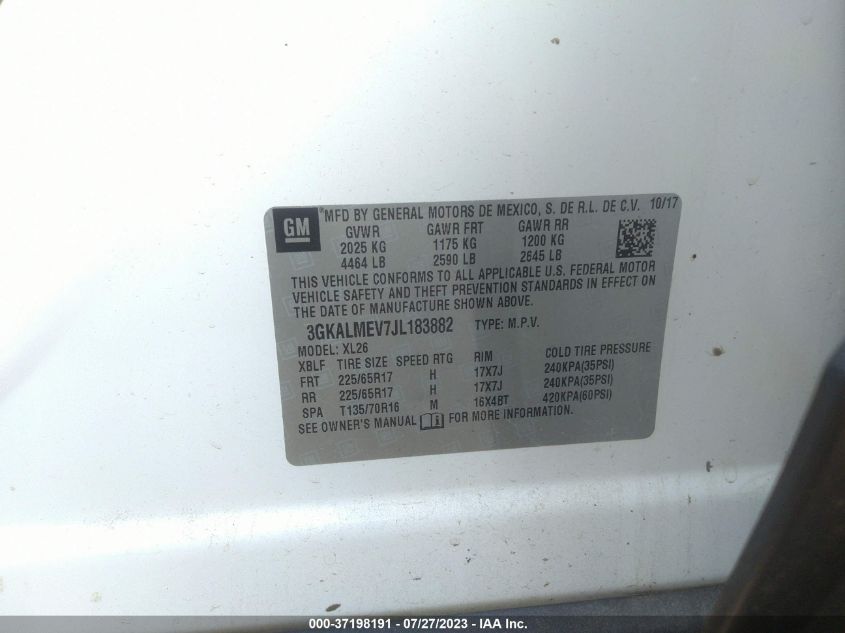 GM
®MFD BY GENERAL MOTORS DE MEXICO, S. DE R.L. DE C.V. 10/17
GVWR GAWR FRT GAWR RR
2025 KG 1175 KG 1200 KG
4464 LB 2590 LB 2645 LB
THIS VEHICLE CONFORMS TO ALL APPLICABLE U.S. FEDERAL MOTOR
VEHICLE SAFETY AND THEFT PREVENTION STANDARDS IN EFFECT ON
THE DATE OF MANUFACTURE SHOWN ABOVE.
3GKALMEV7JL183882 TYPE: M.P.V.
MODEL: XL26
XBLF TIRE SIZE SPEED RTG RIM COLD TIRE PRESSURE
FRT 225/65R17 H 17X7J 240KPA(35PSI)
RR 225/65R17 H 17X7J 240KPA(35PSI)
SPA T135/70R16 M 16X4BT 420KPA(60PSI)
SEE OWNER'S MANUAL FOR MORE INFORMATION.
000-37198191 - 07/27/2023 - IAA Inc.